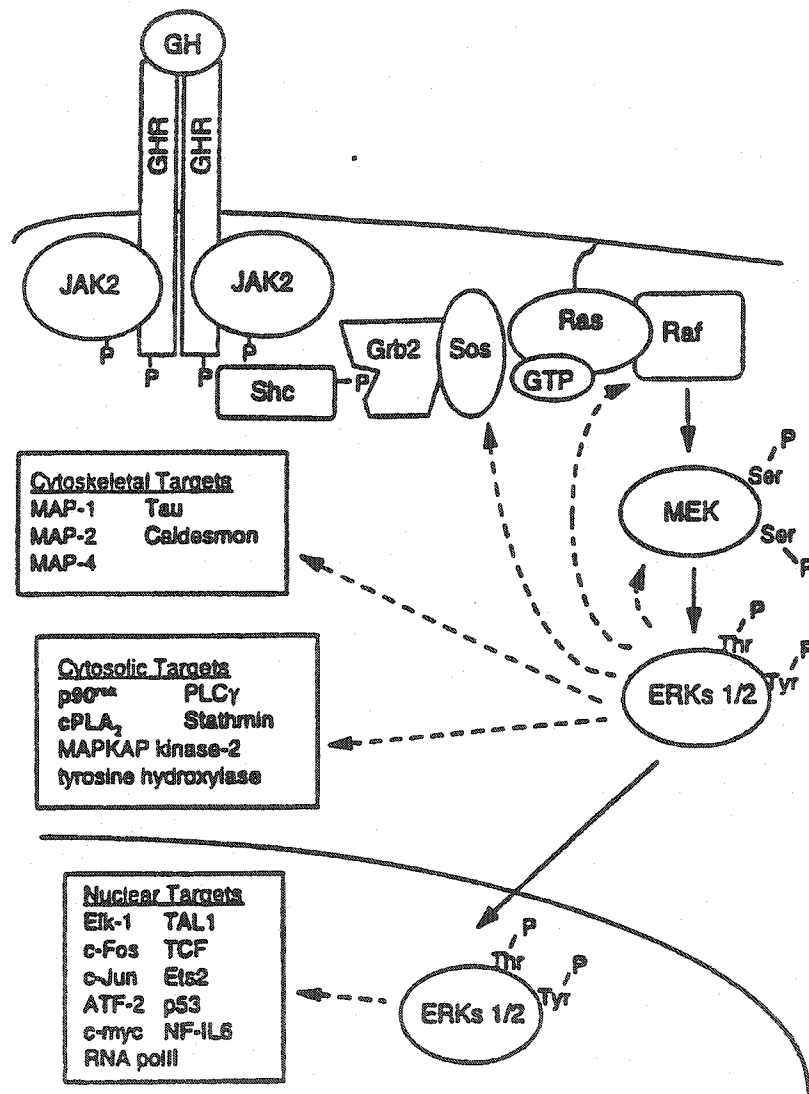 GH
GHR GHR
JAK2 JAK2
P P P P
Shc P Grb2 Sos
Ras GTP Raf
MEK
Ser P
Ser P
Thr P
Tyr P
ERKs 1/2
Cytoskeletal Targets
MAP-1 Tau
MAP-2 Caldesmon
MAP-4
Cytosolic Targets
p90rsk PLCγ
cPLA2 Stathmin
MAPKAP kinase-2
tyrosine hydroxylase
Nuclear Targets
Elk-1 TAL1
c-Fos TCF
c-Jun Ets2
ATF-2 p53
c-myc NF-IL6
RNA polII
Thr P
Tyr P
ERKs 1/2